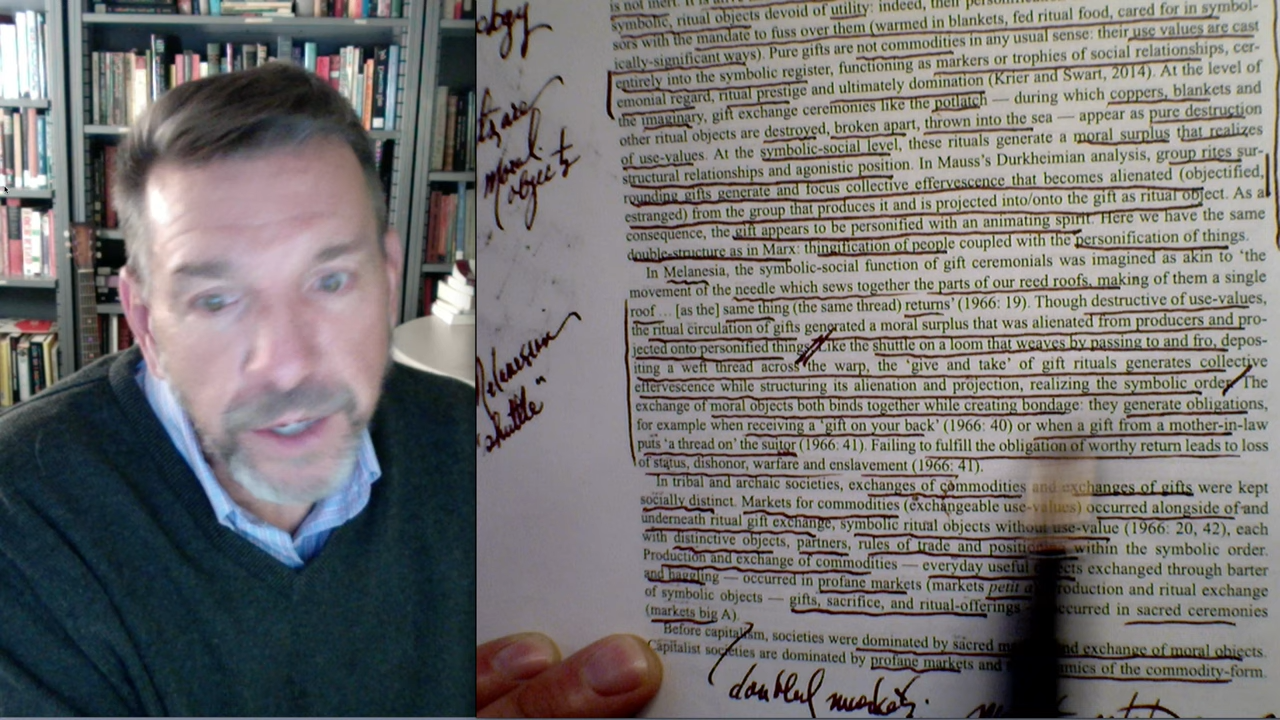 ology
is not inert. It is alive
symbolic, ritual objects devoid of utility: indeed, their
sors with the mandate to fuss over them (warmed in blankets, fed ritual food, cared for in symbol-
ically-significant ways). Pure gifts are not commodities in any usual sense: their use values are cast
entirely into the symbolic register, functioning as markers or trophies of social relationships, cer-
emonial regard, ritual prestige and ultimately domination (Krier and Swart, 2014). At the level of
the imaginary, gift exchange ceremonies like the potlatch — during which coppers, blankets and
other ritual objects are destroyed, broken apart, thrown into the sea — appear as pure destruction
of use-values. At the symbolic-social level, these rituals generate a moral surplus that realizes
structural relationships and agonistic position. In Mauss's Durkheimian analysis, group rites sur-
rounding gifts generate and focus collective effervescence that becomes alienated (objectified,
estranged) from the group that produces it and is projected into/onto the gift as ritual object. As a
consequence, the gift appears to be personified with an animating spirit. Here we have the same
double-structure as in Marx: thingification of people coupled with the personification of things.
are
moral
objects
In Melanesia, the symbolic-social function of gift ceremonials was imagined as akin to 'the
movement of the needle which sews together the parts of our reed roofs, making of them a single
roof … [as the] same thing (the same thread) returns' (1966: 19). Though destructive of use-values,
the ritual circulation of gifts generated a moral surplus that was alienated from producers and pro-
jected onto personified things. Like the shuttle on a loom that weaves by passing to and fro, depos-
iting a weft thread across the warp, the 'give and take' of gift rituals generates collective
effervescence while structuring its alienation and projection, realizing the symbolic order. The
exchange of moral objects both binds together while creating bondage: they generate obligations,
for example when receiving a 'gift on your back' (1966: 40) or when a gift from a mother-in-law
puts 'a thread on' the suitor (1966: 41). Failing to fulfill the obligation of worthy return leads to loss
of status, dishonor, warfare and enslavement (1966: 41).
Melanesian
"shuttle"
In tribal and archaic societies, exchanges of commodities and exchanges of gifts were kept
socially distinct. Markets for commodities (exchangeable use-values) occurred alongside of and
underneath ritual gift exchange, symbolic ritual objects without use-value (1966: 20, 42), each
with distinctive objects, partners, rules of trade and positions within the symbolic order.
Production and exchange of commodities — everyday useful objects exchanged through barter
and haggling — occurred in profane markets (markets petit a). Production and ritual exchange
of symbolic objects — gifts, sacrifice, and ritual-offerings — occurred in sacred ceremonies
(markets big A).
Before capitalism, societies were dominated by sacred and exchange of moral objects.
Capitalist societies are dominated by profane markets and dynamics of the commodity-form.
doubled markets: